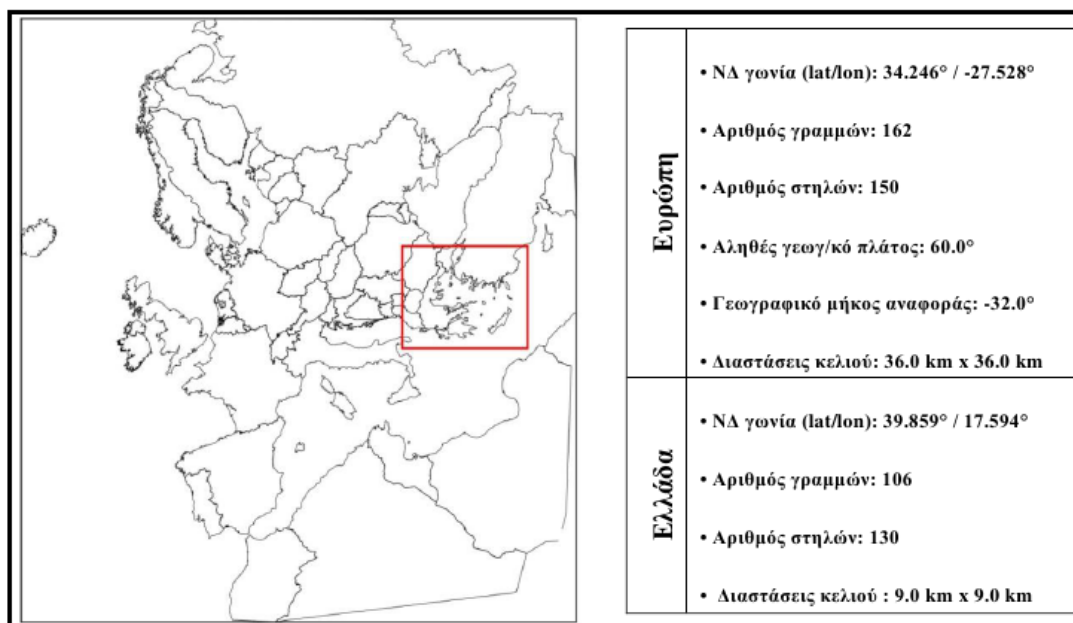 Ευρώπη
• ΝΔ γωνία (lat/lon): 34.246° / -27.528°
• Αριθμός γραμμών: 162
• Αριθμός στηλών: 150
• Αληθές γεωγ/κό πλάτος: 60.0°
• Γεωγραφικό μήκος αναφοράς: -32.0°
• Διαστάσεις κελιού: 36.0 km x 36.0 km
Ελλάδα
• ΝΔ γωνία (lat/lon): 39.859° / 17.594°
• Αριθμός γραμμών: 106
• Αριθμός στηλών: 130
• Διαστάσεις κελιού : 9.0 km x 9.0 km